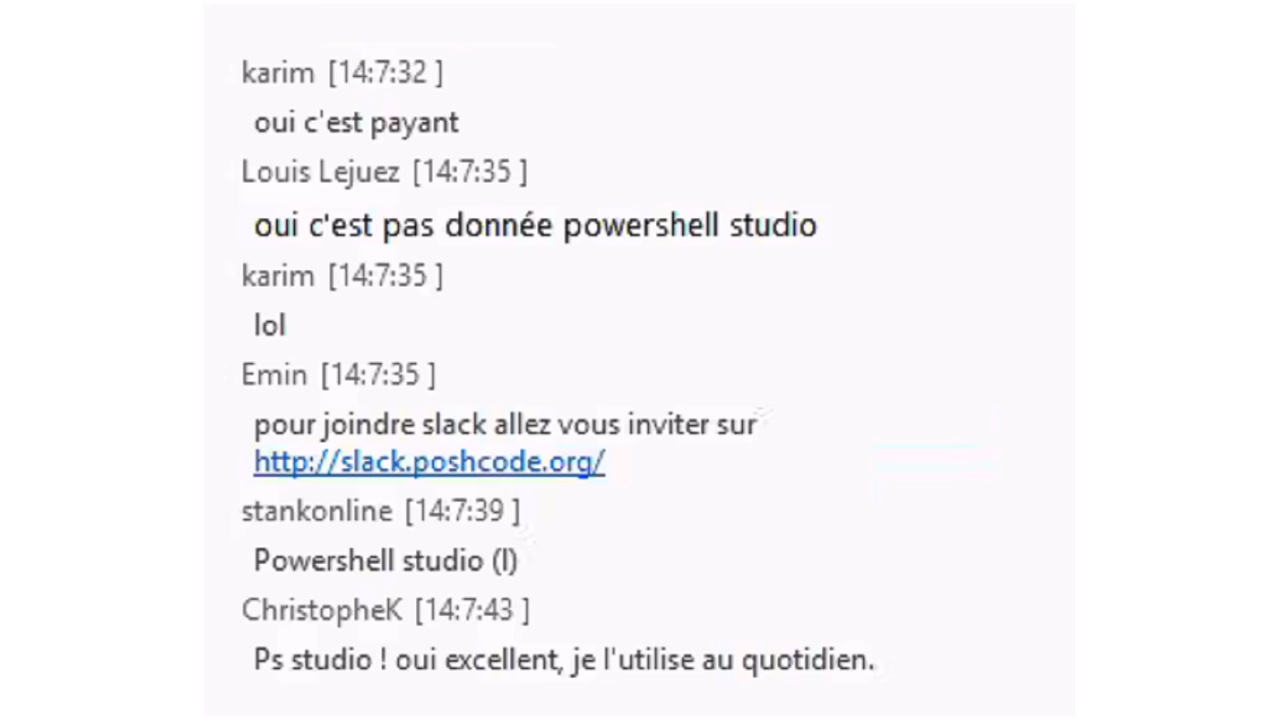 karim [14:7:32 ]
oui c'est payant
Louis Lejuez [14:7:35 ]
oui c'est pas donnée powershell studio
karim [14:7:35 ]
lol
Emin [14:7:35 ]
pour joindre slack allez vous inviter sur
http://slack.poshcode.org/
stankonline [14:7:39 ]
Powershell studio (l)
ChristopheK [14:7:43 ]
Ps studio ! oui excellent, je l'utilise au quotidien.